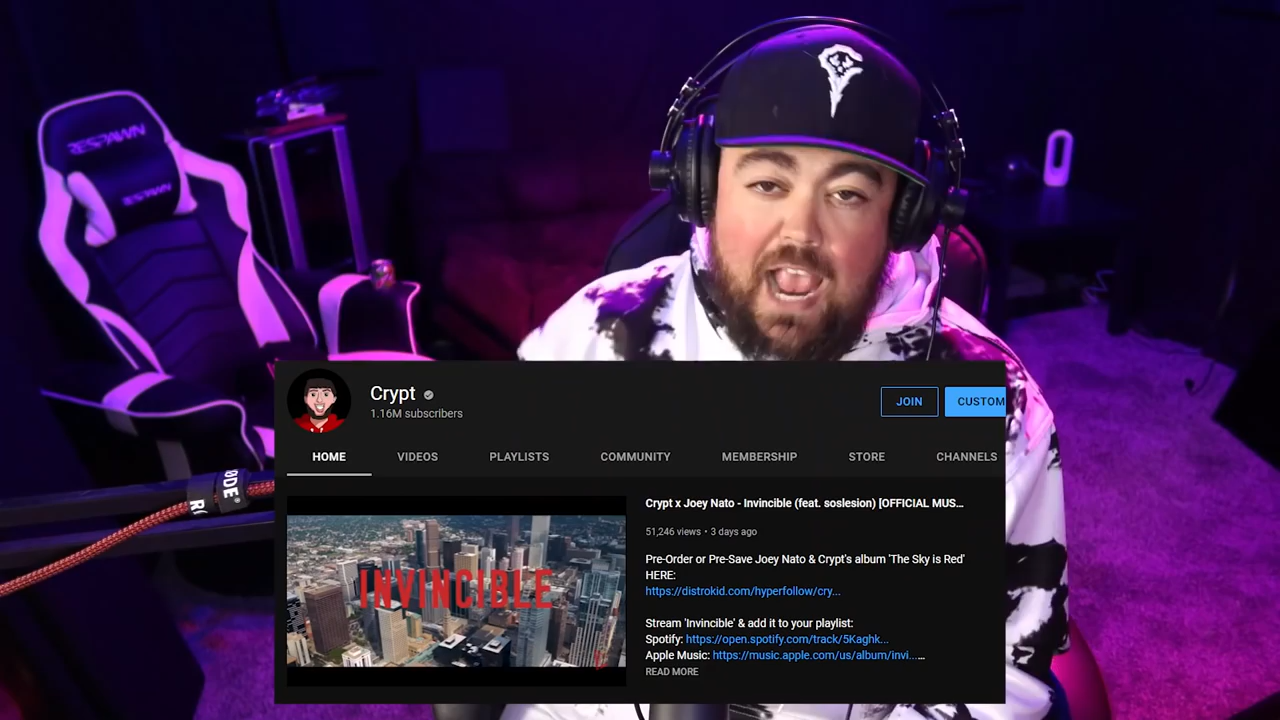 RESPAWN
RESPAWN
RØDE®
Crypt
1.16M subscribers
JOIN
CUSTOM
HOME
VIDEOS
PLAYLISTS
COMMUNITY
MEMBERSHIP
STORE
CHANNELS
INVINCIBLE
Crypt x Joey Nato - Invincible (feat. soslesion) [OFFICIAL MUS...
51,246 views • 3 days ago
Pre-Order or Pre-Save Joey Nato & Crypt's album 'The Sky is Red'
HERE:
https://distrokid.com/hyperfollow/cry...
Stream 'Invincible' & add it to your playlist:
Spotify: https://open.spotify.com/track/5Kaghk...
Apple Music: https://music.apple.com/us/album/invi......
READ MORE